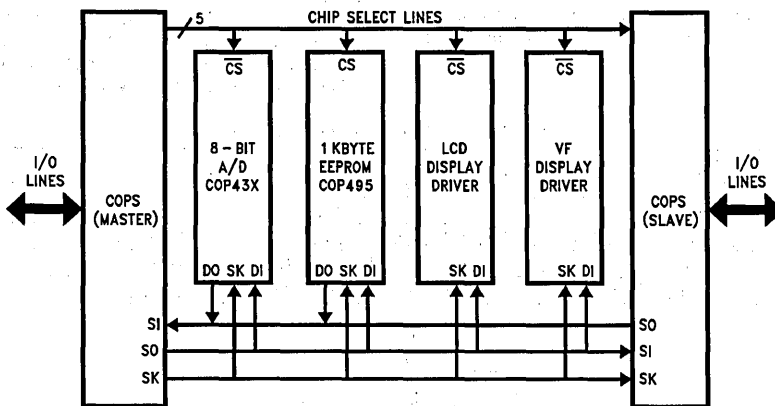 5 CHIP SELECT LINES
CS CS CS CS
8-BIT
A/D
COP43X
1 KBYTE
EEPROM
COP495
LCD
DISPLAY
DRIVER
VF
DISPLAY
DRIVER
I/O
LINES
COPS
(MASTER)
COPS
(SLAVE)
I/O
LINES
DO SK DI DO SK DI SK DI SK DI
SI SO
SO SI
SK SK